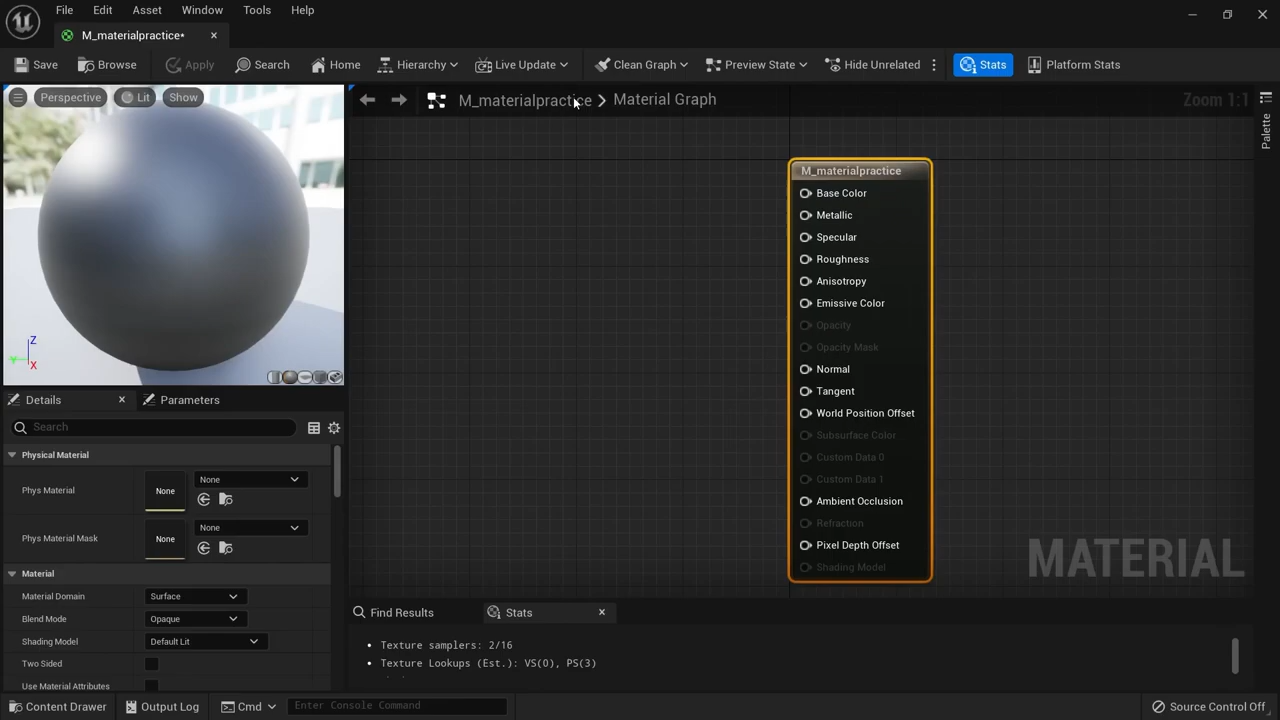 File Edit Asset Window Tools Help
M_materialpractice*
Save Browse Apply Search Home Hierarchy Live Update Clean Graph Preview State Hide Unrelated Stats Platform Stats
Perspective Lit Show
M_materialpractice Material Graph Zoom 1:1
Palette
M_materialpractice
Base Color
Metallic
Specular
Roughness
Anisotropy
Emissive Color
Opacity
Opacity Mask
Normal
Tangent
World Position Offset
Subsurface Color
Custom Data 0
Custom Data 1
Ambient Occlusion
Refraction
Pixel Depth Offset
Shading Model
MATERIAL
Z
Y
X
Details Parameters
Search
Physical Material
Phys Material None None
Phys Material Mask None None
Material
Material Domain Surface
Blend Mode Opaque
Shading Model Default Lit
Two Sided
Use Material Attributes
Find Results Stats
Texture samplers: 2/16
Texture Lookups (Est.): VS(0), PS(3)
Content Drawer Output Log Cmd Enter Console Command Source Control Off